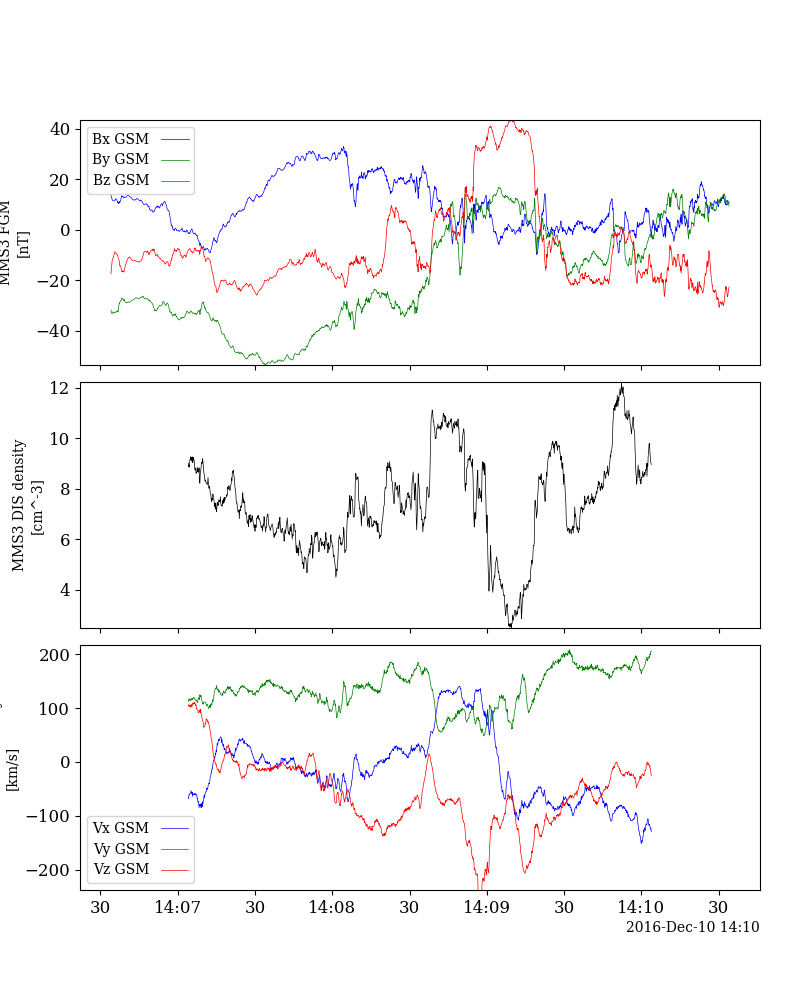 40
20
0
−20
−40
MMS3 FGM
[nT]
Bx GSM
By GSM
Bz GSM
12
10
8
6
4
MMS3 DIS density
[cm^-3]
200
100
0
−100
−200
[km/s]
Vx GSM
Vy GSM
Vz GSM
30 14:07 30 14:08 30 14:09 30 14:10 30
2016-Dec-10 14:10